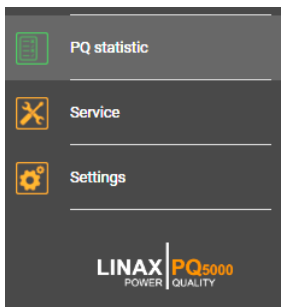 PQ statistic
Service
Settings
LINAX PQ5000
POWER QUALITY